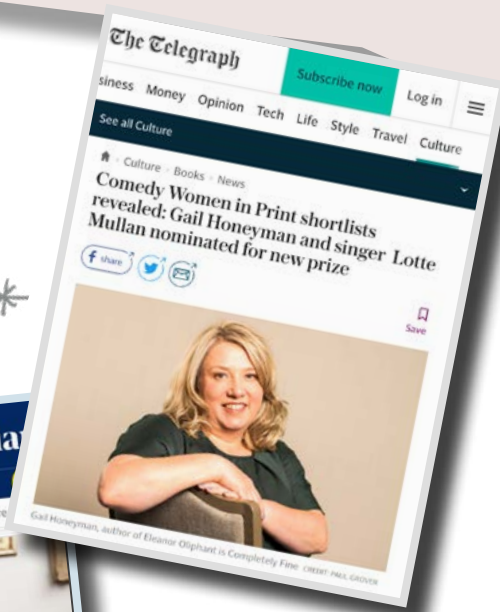 The Telegraph
Subscribe now
Log in
siness Money Opinion Tech Life Style Travel Culture
See all Culture
Culture · Books · News
Comedy Women in Print shortlists
revealed: Gail Honeyman and singer Lotte
Mullan nominated for new prize
share
Save
Gail Honeyman, author of Eleanor Oliphant is Completely Fine CREDIT: PAUL GROVER